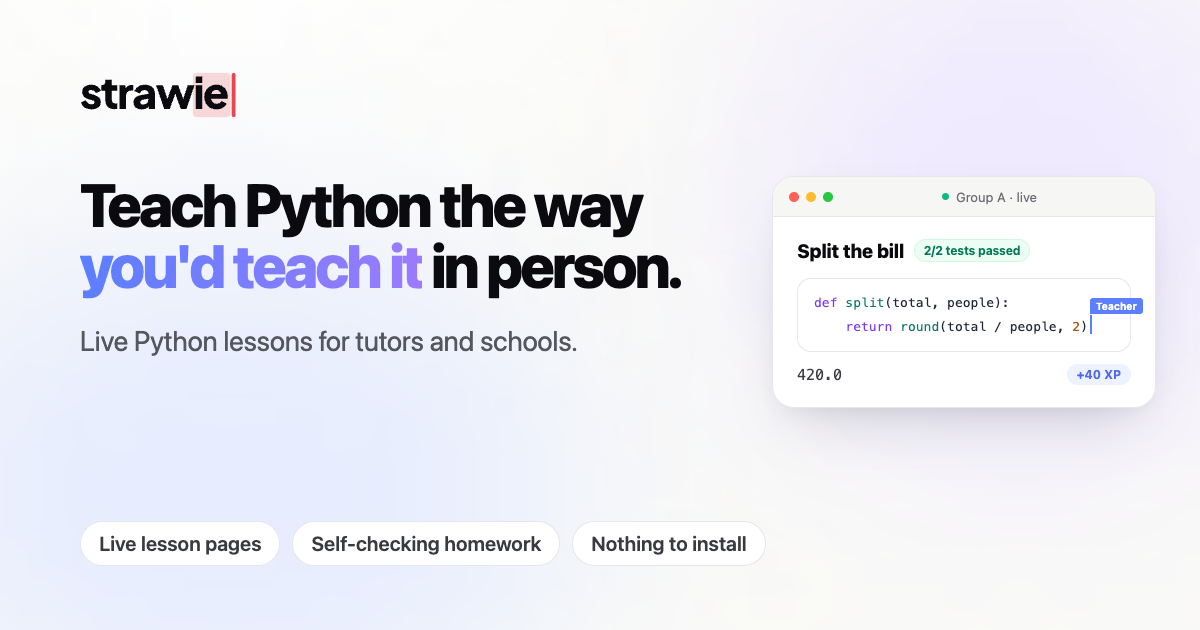 strawie
Teach Python the way
you'd teach it in person.
Live Python lessons for tutors and schools.
Group A · live
Split the bill
2/2 tests passed
def split(total, people):
Teacher
    return round(total / people, 2)
420.0
+40 XP
Live lesson pages
Self-checking homework
Nothing to install